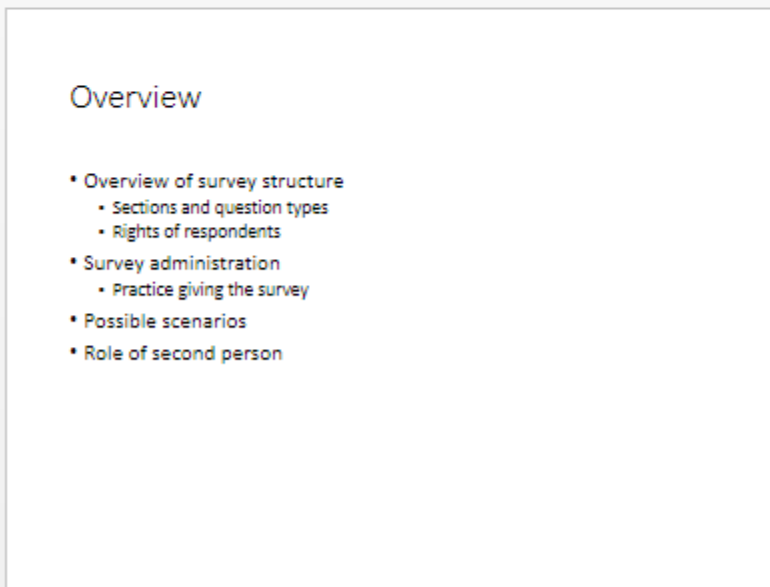 Overview
• Overview of survey structure
• Sections and question types
• Rights of respondents
• Survey administration
• Practice giving the survey
• Possible scenarios
• Role of second person